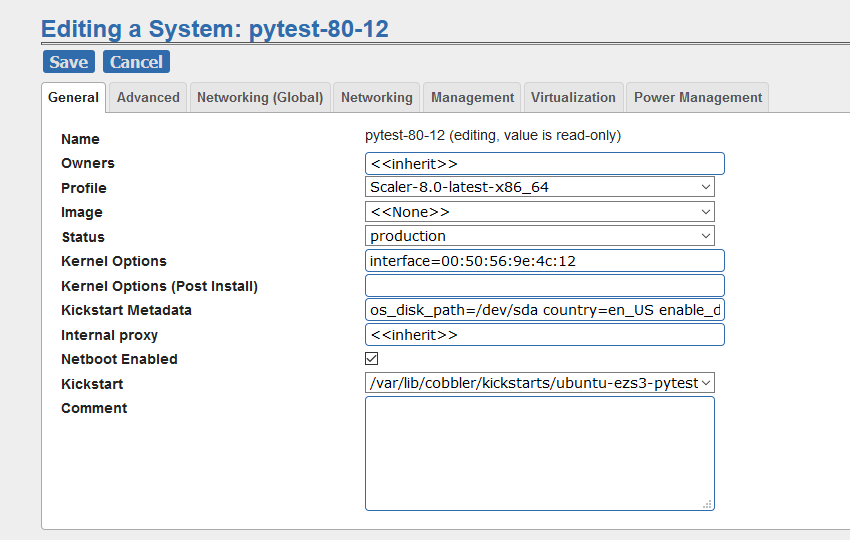 Editing a System: pytest-80-12
Save Cancel
General Advanced Networking (Global) Networking Management Virtualization Power Management
Name pytest-80-12 (editing, value is read-only)
Owners <<inherit>>
Profile Scaler-8.0-latest-x86_64
Image <<None>>
Status production
Kernel Options interface=00:50:56:9e:4c:12
Kernel Options (Post Install)
Kickstart Metadata os_disk_path=/dev/sda country=en_US enable_d
Internal proxy <<inherit>>
Netboot Enabled
Kickstart /var/lib/cobbler/kickstarts/ubuntu-ezs3-pytest
Comment